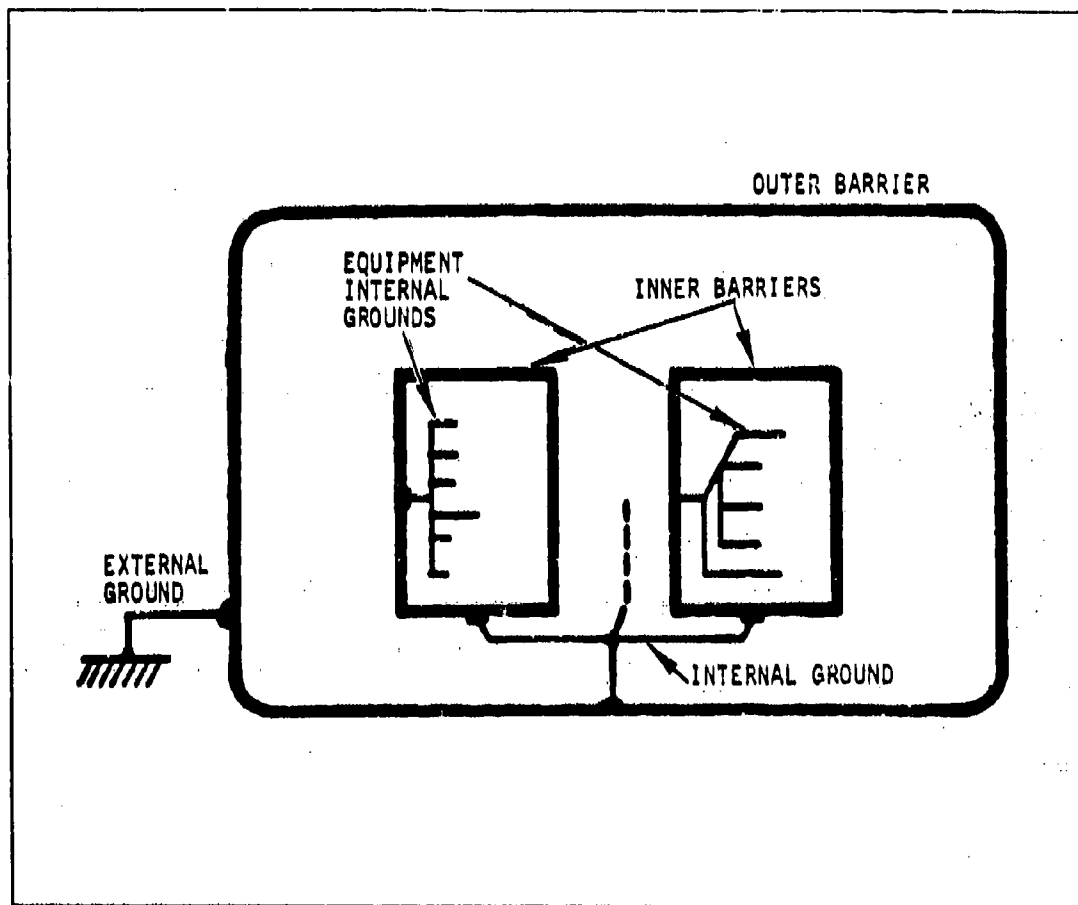 OUTER BARRIER
EQUIPMENT
INTERNAL
GROUNDS
INNER BARRIERS
EXTERNAL
GROUND
INTERNAL GROUND